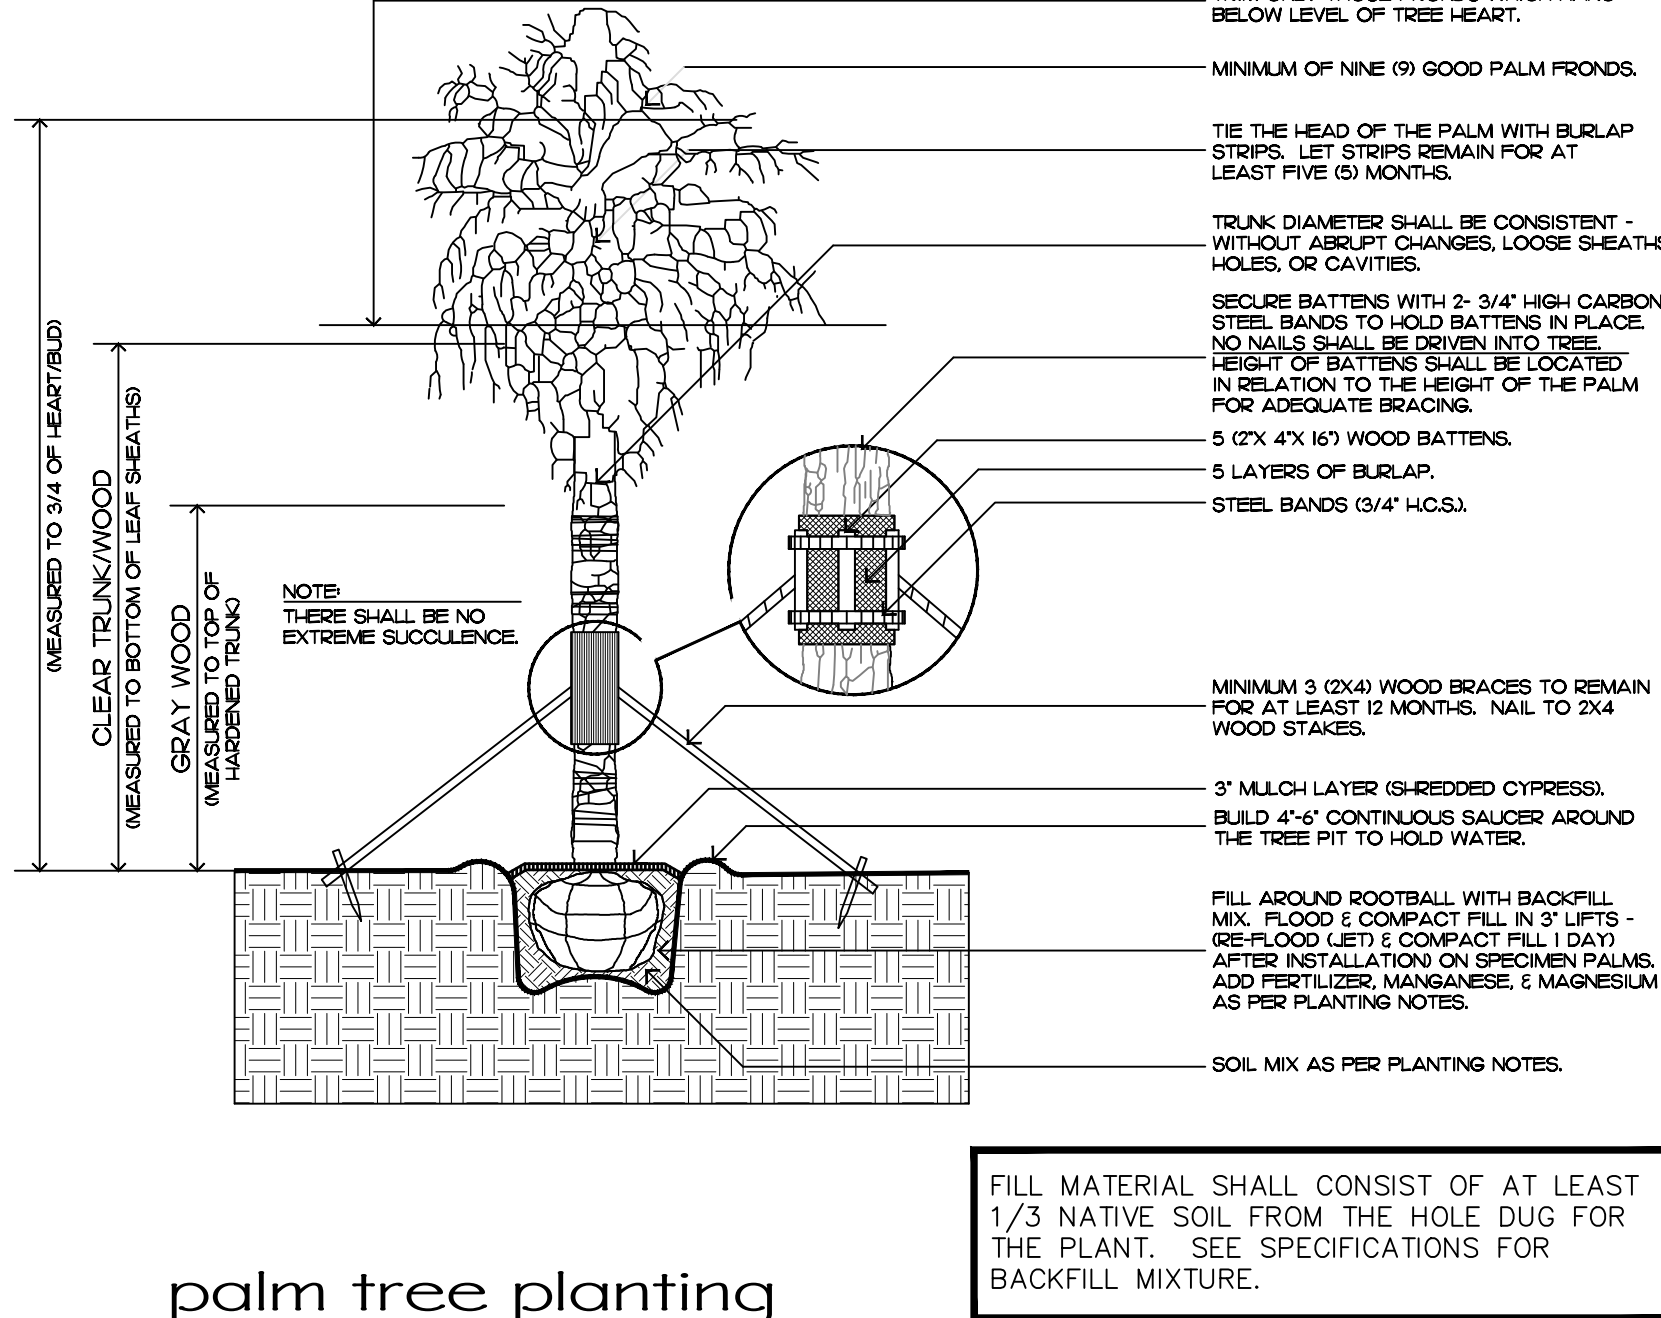 BELOW LEVEL OF TREE HEART.
MINIMUM OF NINE (9) GOOD PALM FRONDS.
TIE THE HEAD OF THE PALM WITH BURLAP
STRIPS. LET STRIPS REMAIN FOR AT
LEAST FIVE (5) MONTHS.
TRUNK DIAMETER SHALL BE CONSISTENT -
WITHOUT ABRUPT CHANGES, LOOSE SHEATHS
HOLES, OR CAVITIES.
SECURE BATTENS WITH 2- 3/4" HIGH CARBON
STEEL BANDS TO HOLD BATTENS IN PLACE.
NO NAILS SHALL BE DRIVEN INTO TREE.
HEIGHT OF BATTENS SHALL BE LOCATED
IN RELATION TO THE HEIGHT OF THE PALM
FOR ADEQUATE BRACING.
5 (2"X 4"X 16") WOOD BATTENS.
5 LAYERS OF BURLAP.
STEEL BANDS (3/4" H.C.S.).
(MEASURED TO 3/4 OF HEART/BUD)
CLEAR TRUNK/WOOD
(MEASURED TO BOTTOM OF LEAF SHEATHS)
GRAY WOOD
(MEASURED TO TOP OF
HARDENED TRUNK)
NOTE:
THERE SHALL BE NO
EXTREME SUCCULENCE.
MINIMUM 3 (2X4) WOOD BRACES TO REMAIN
FOR AT LEAST 12 MONTHS. NAIL TO 2X4
WOOD STAKES.
3" MULCH LAYER (SHREDDED CYPRESS).
BUILD 4"-6" CONTINUOUS SAUCER AROUND
THE TREE PIT TO HOLD WATER.
FILL AROUND ROOTBALL WITH BACKFILL
MIX. FLOOD & COMPACT FILL IN 3" LIFTS -
(RE-FLOOD (JET) & COMPACT FILL 1 DAY)
AFTER INSTALLATION) ON SPECIMEN PALMS.
ADD FERTILIZER, MANGANESE, & MAGNESIUM
AS PER PLANTING NOTES.
SOIL MIX AS PER PLANTING NOTES.
FILL MATERIAL SHALL CONSIST OF AT LEAST
1/3 NATIVE SOIL FROM THE HOLE DUG FOR
THE PLANT. SEE SPECIFICATIONS FOR
BACKFILL MIXTURE.
palm tree planting